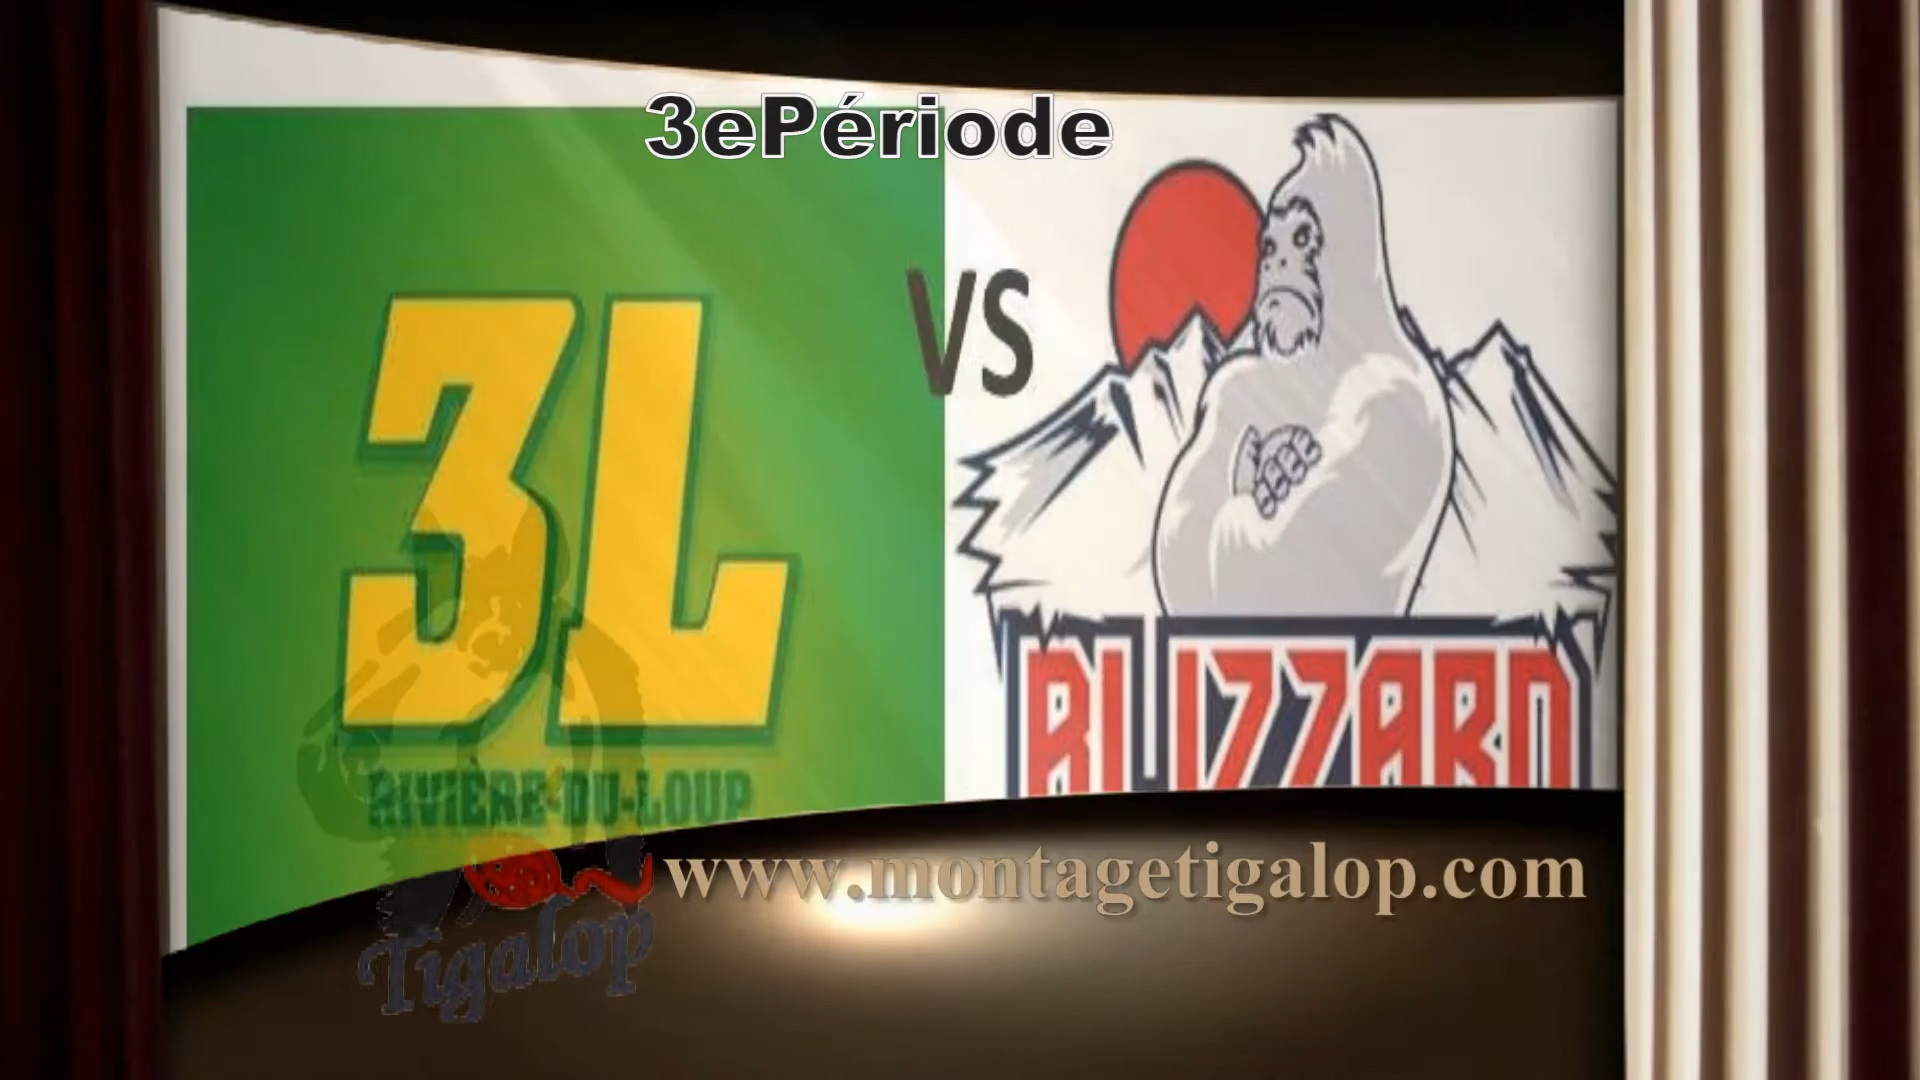 3ePériode
VS
3L
RIVIÈRE-DU-LOUP
BLIZZARD
www.montagetigalop.com
Tigalop